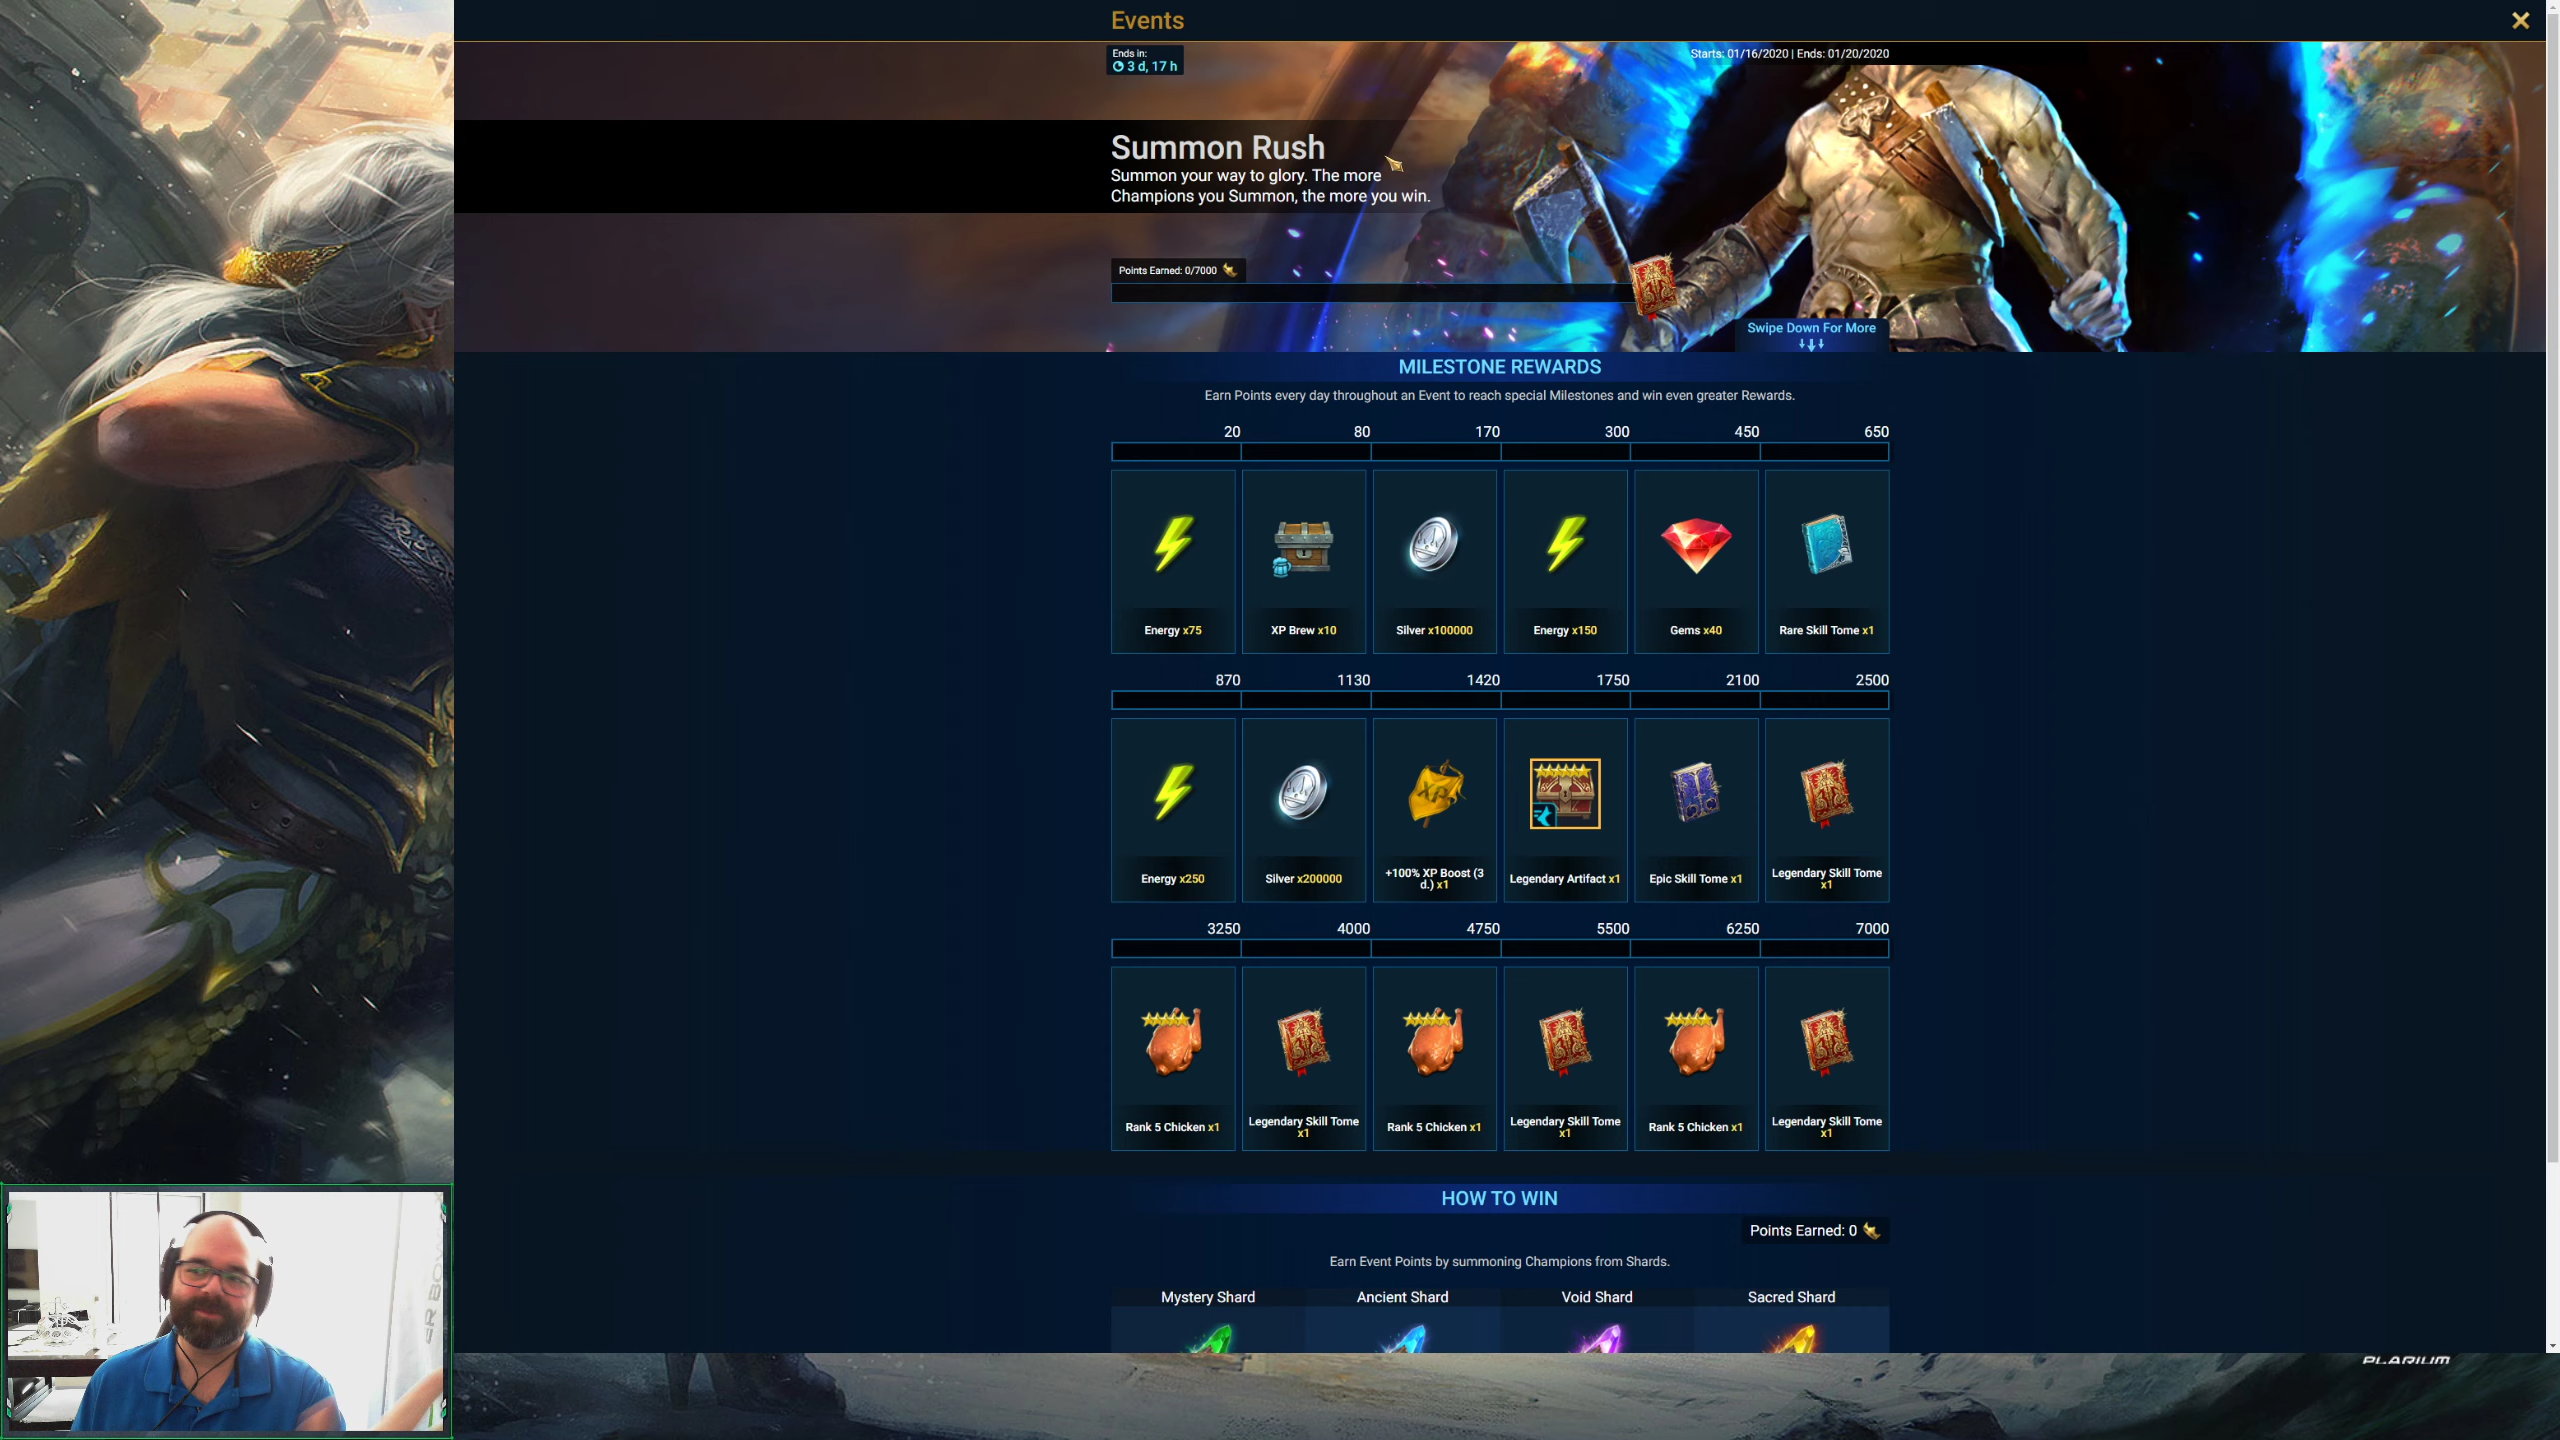 Events
Ends in:
3 d, 17 h
Starts: 01/16/2020 | Ends: 01/20/2020
Summon Rush
Summon your way to glory. The more
Champions you Summon, the more you win.
Points Earned: 0/7000
Swipe Down For More
MILESTONE REWARDS
Earn Points every day throughout an Event to reach special Milestones and win even greater Rewards.
20 80 170 300 450 650
Energy x75 XP Brew x10 Silver x100000 Energy x150 Gems x40 Rare Skill Tome x1
870 1130 1420 1750 2100 2500
XP
Energy x250 Silver x200000 +100% XP Boost (3 d.) x1 Legendary Artifact x1 Epic Skill Tome x1 Legendary Skill Tome x1
3250 4000 4750 5500 6250 7000
Rank 5 Chicken x1 Legendary Skill Tome x1 Rank 5 Chicken x1 Legendary Skill Tome x1 Rank 5 Chicken x1 Legendary Skill Tome x1
HOW TO WIN
Points Earned: 0
Earn Event Points by summoning Champions from Shards.
Mystery Shard Ancient Shard Void Shard Sacred Shard
PLARIUM